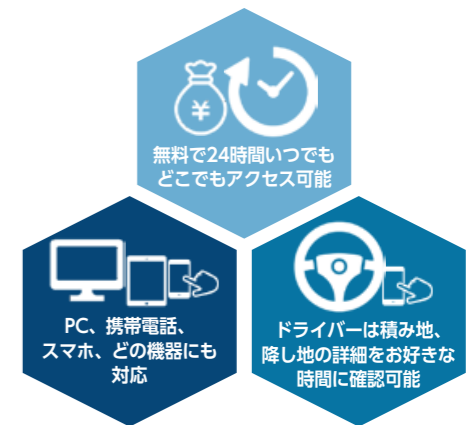 ¥
無料で24時間いつでも
どこでもアクセス可能
PC、携帯電話、
スマホ、どの機器にも
対応
ドライバーは積み地、
降し地の詳細をお好きな
時間に確認可能